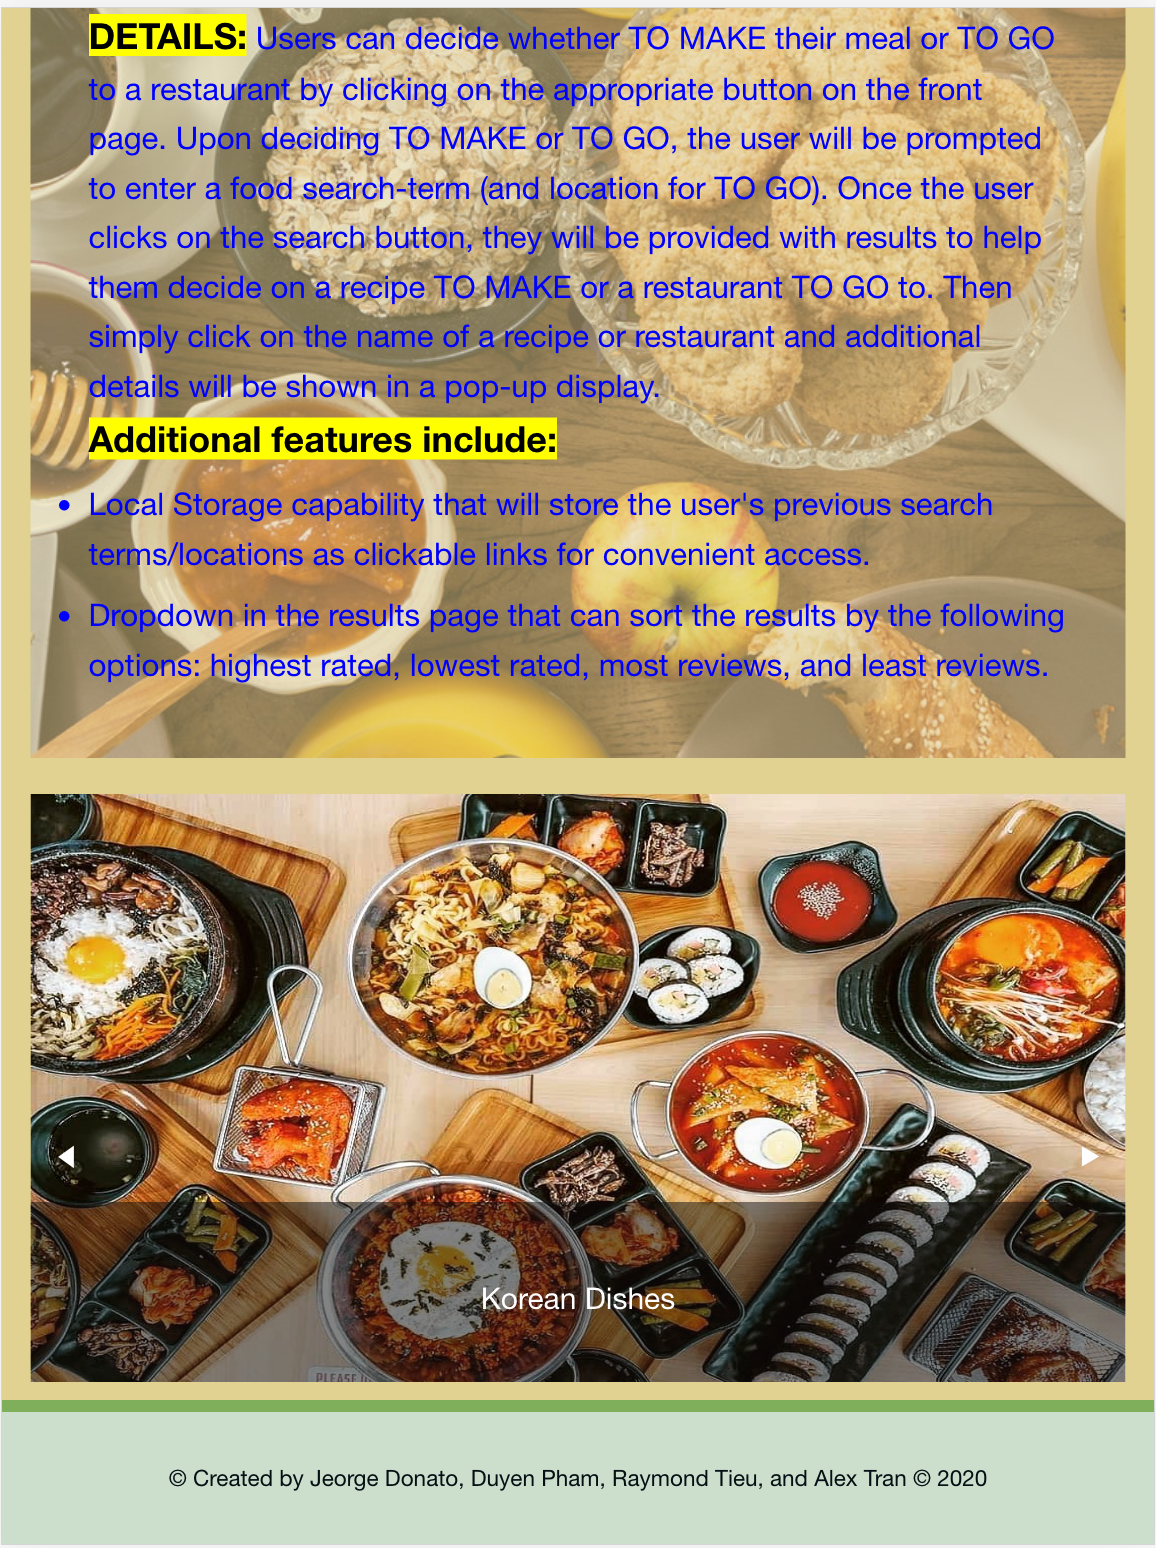 DETAILS: Users can decide whether TO MAKE their meal or TO GO
to a restaurant by clicking on the appropriate button on the front
page. Upon deciding TO MAKE or TO GO, the user will be prompted
to enter a food search-term (and location for TO GO). Once the user
clicks on the search button, they will be provided with results to help
them decide on a recipe TO MAKE or a restaurant TO GO to. Then
simply click on the name of a recipe or restaurant and additional
details will be shown in a pop-up display.
Additional features include:
• Local Storage capability that will store the user's previous search
terms/locations as clickable links for convenient access.
• Dropdown in the results page that can sort the results by the following
options: highest rated, lowest rated, most reviews, and least reviews.
Korean Dishes
PLEASE
© Created by Jeorge Donato, Duyen Pham, Raymond Tieu, and Alex Tran © 2020